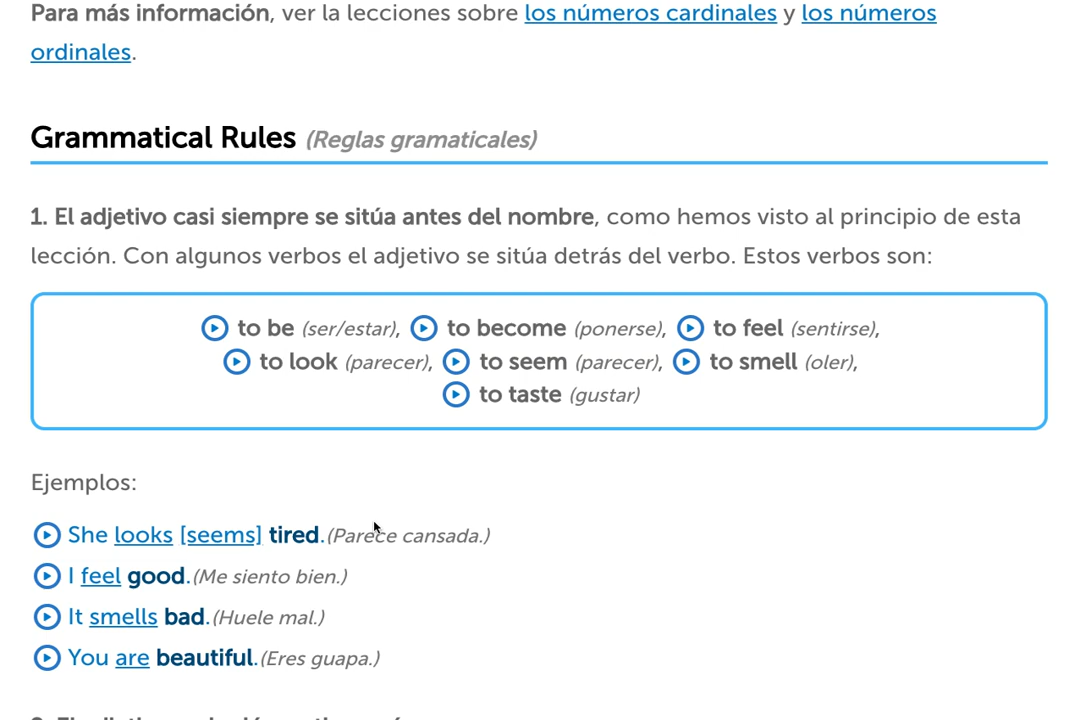 Para más información, ver la lecciones sobre los números cardinales y los números
ordinales.
Grammatical Rules (Reglas gramaticales)
1. El adjetivo casi siempre se sitúa antes del nombre, como hemos visto al principio de esta
lección. Con algunos verbos el adjetivo se sitúa detrás del verbo. Estos verbos son:
to be (ser/estar), to become (ponerse), to feel (sentirse),
to look (parecer), to seem (parecer), to smell (oler),
to taste (gustar)
Ejemplos:
She looks [seems] tired.(Parece cansada.)
I feel good.(Me siento bien.)
It smells bad.(Huele mal.)
You are beautiful.(Eres guapa.)